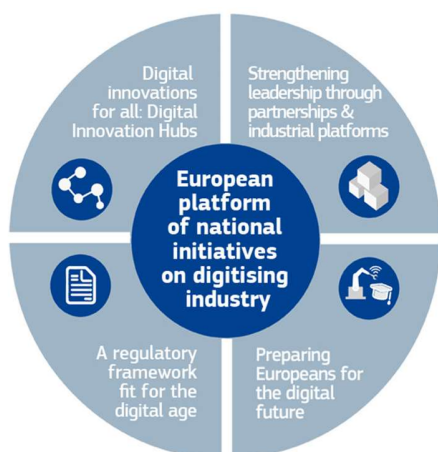 Digital
innovations
for all: Digital
Innovation Hubs
Strengthening
leadership through
partnerships &
industrial platforms
European
platform
of national
initiatives
on digitising
industry
A regulatory
framework
fit for the
digital age
Preparing
Europeans for
the digital
future